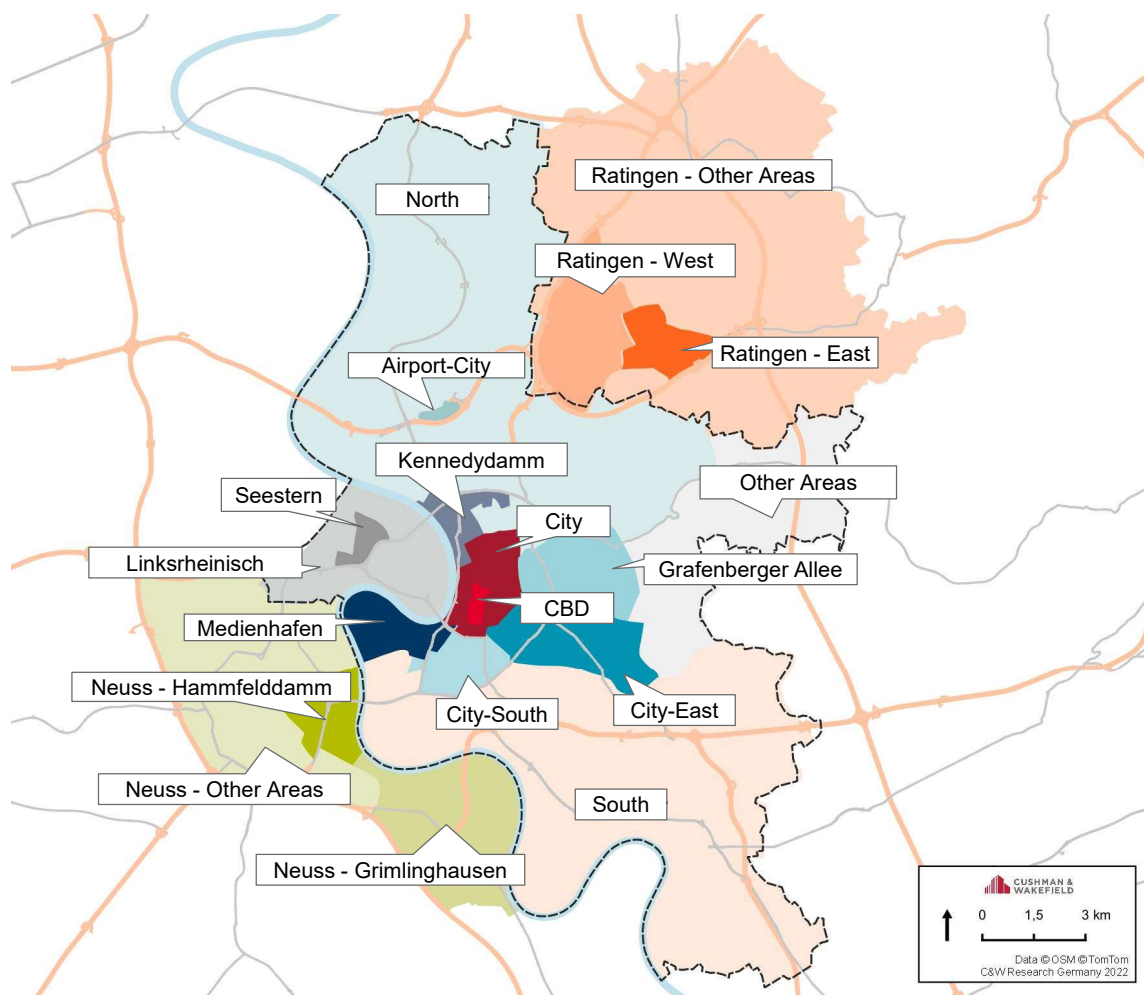 North
Ratingen - Other Areas
Ratingen - West
Ratingen - East
Airport-City
Kennedydamm
Seestern
City
Other Areas
Linksrheinisch
Grafenberger Allee
CBD
Medienhafen
Neuss - Hammfelddamm
City-South
City-East
Neuss - Other Areas
South
Neuss - Grimlinghausen
CUSHMAN &
WAKEFIELD
0 1,5 3 km
Data © OSM © TomTom
C&W Research Germany 2022